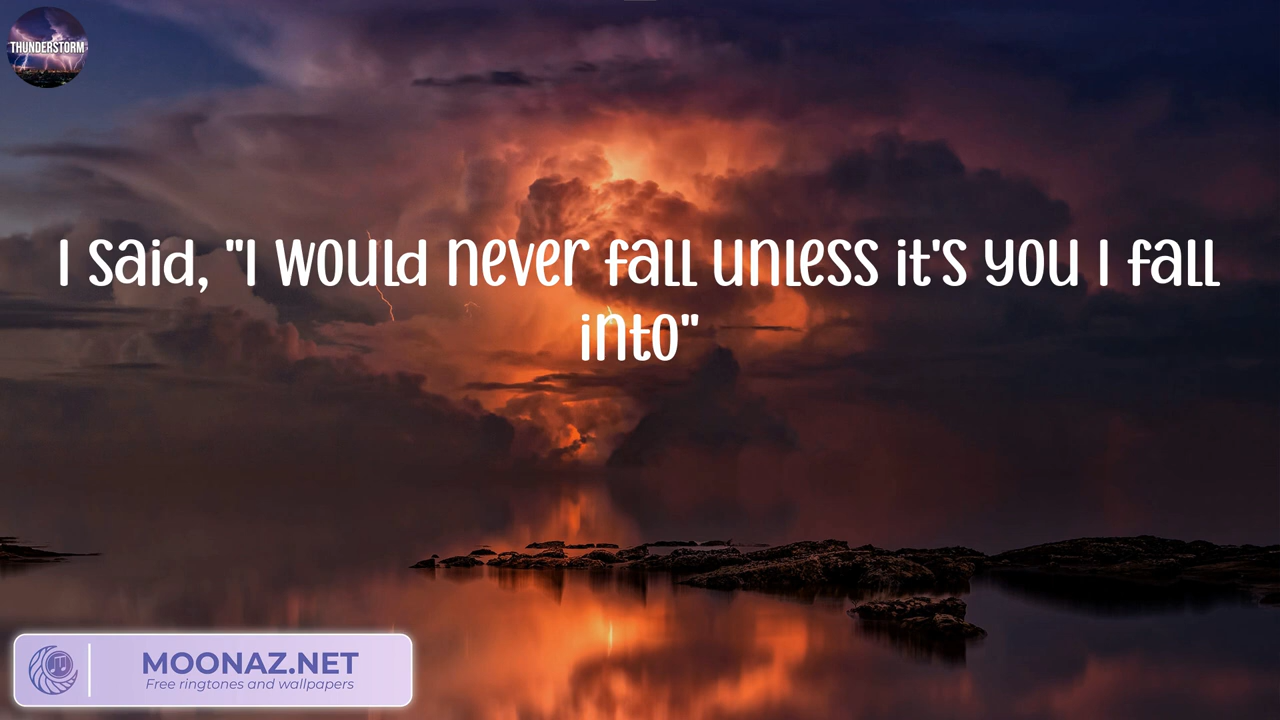 THUNDERSTORM
I said, "I would never fall unless it's you I fall
into"
MOONAZ.NET
Free ringtones and wallpapers